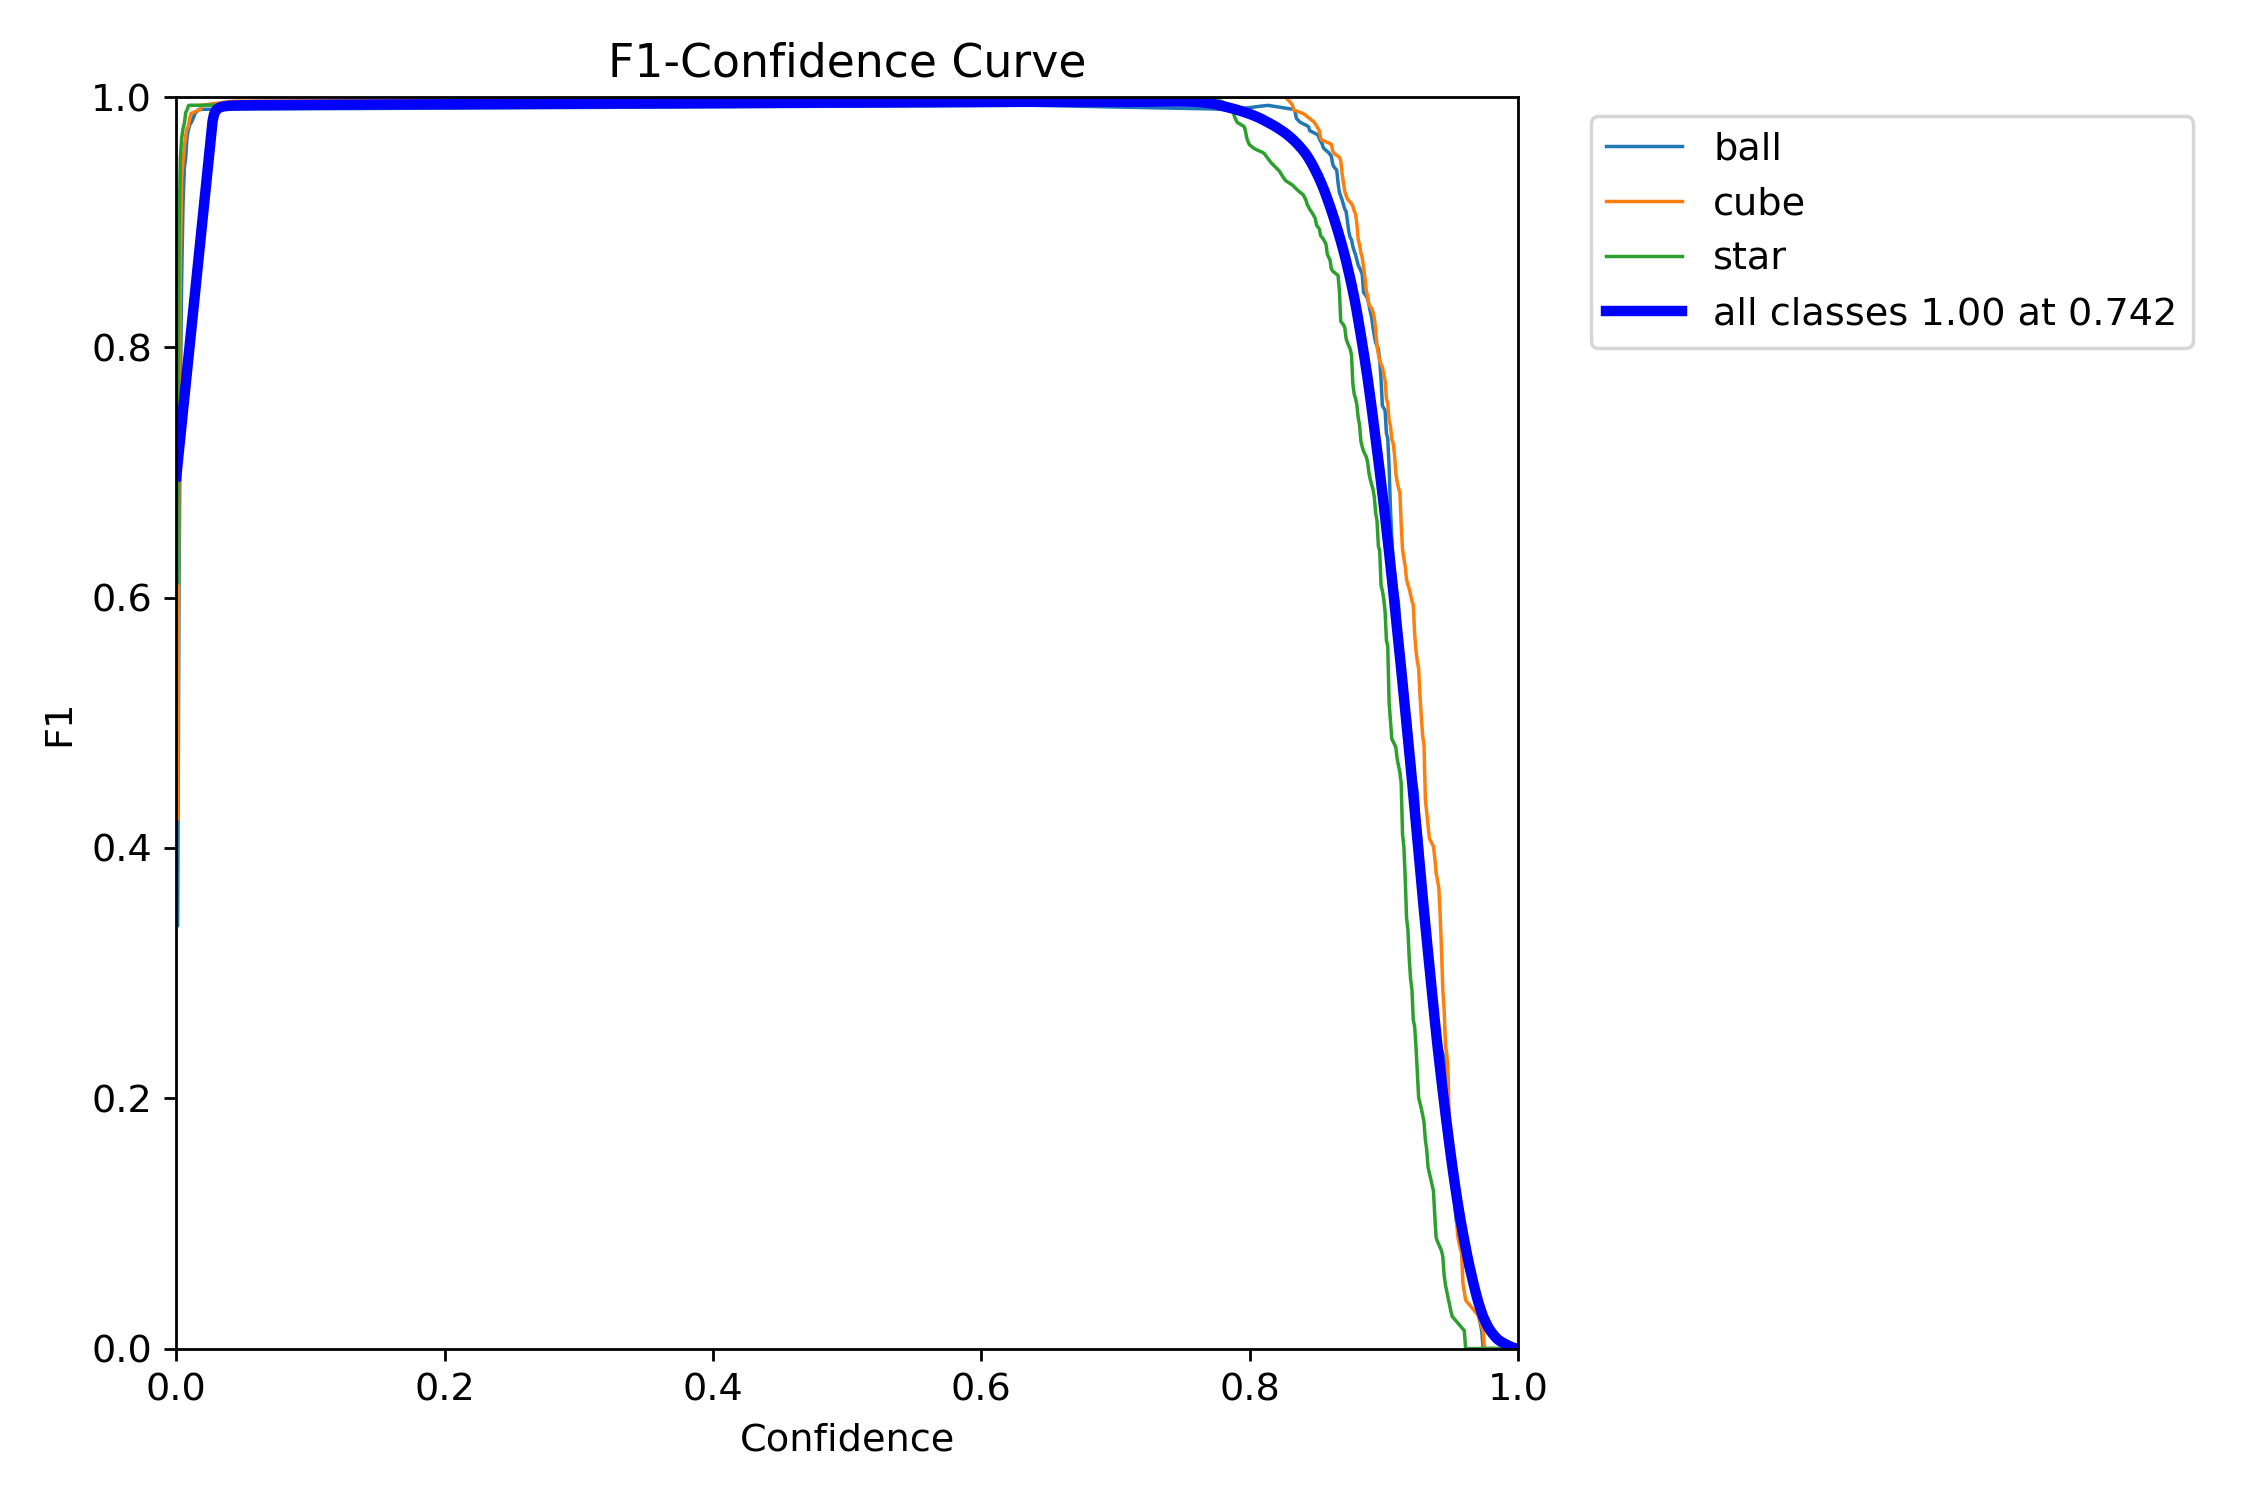 F1-Confidence Curve
1.0
0.8
0.6
0.4
0.2
0.0
F1
0.0 0.2 0.4 0.6 0.8 1.0
Confidence
ball
cube
star
all classes 1.00 at 0.742